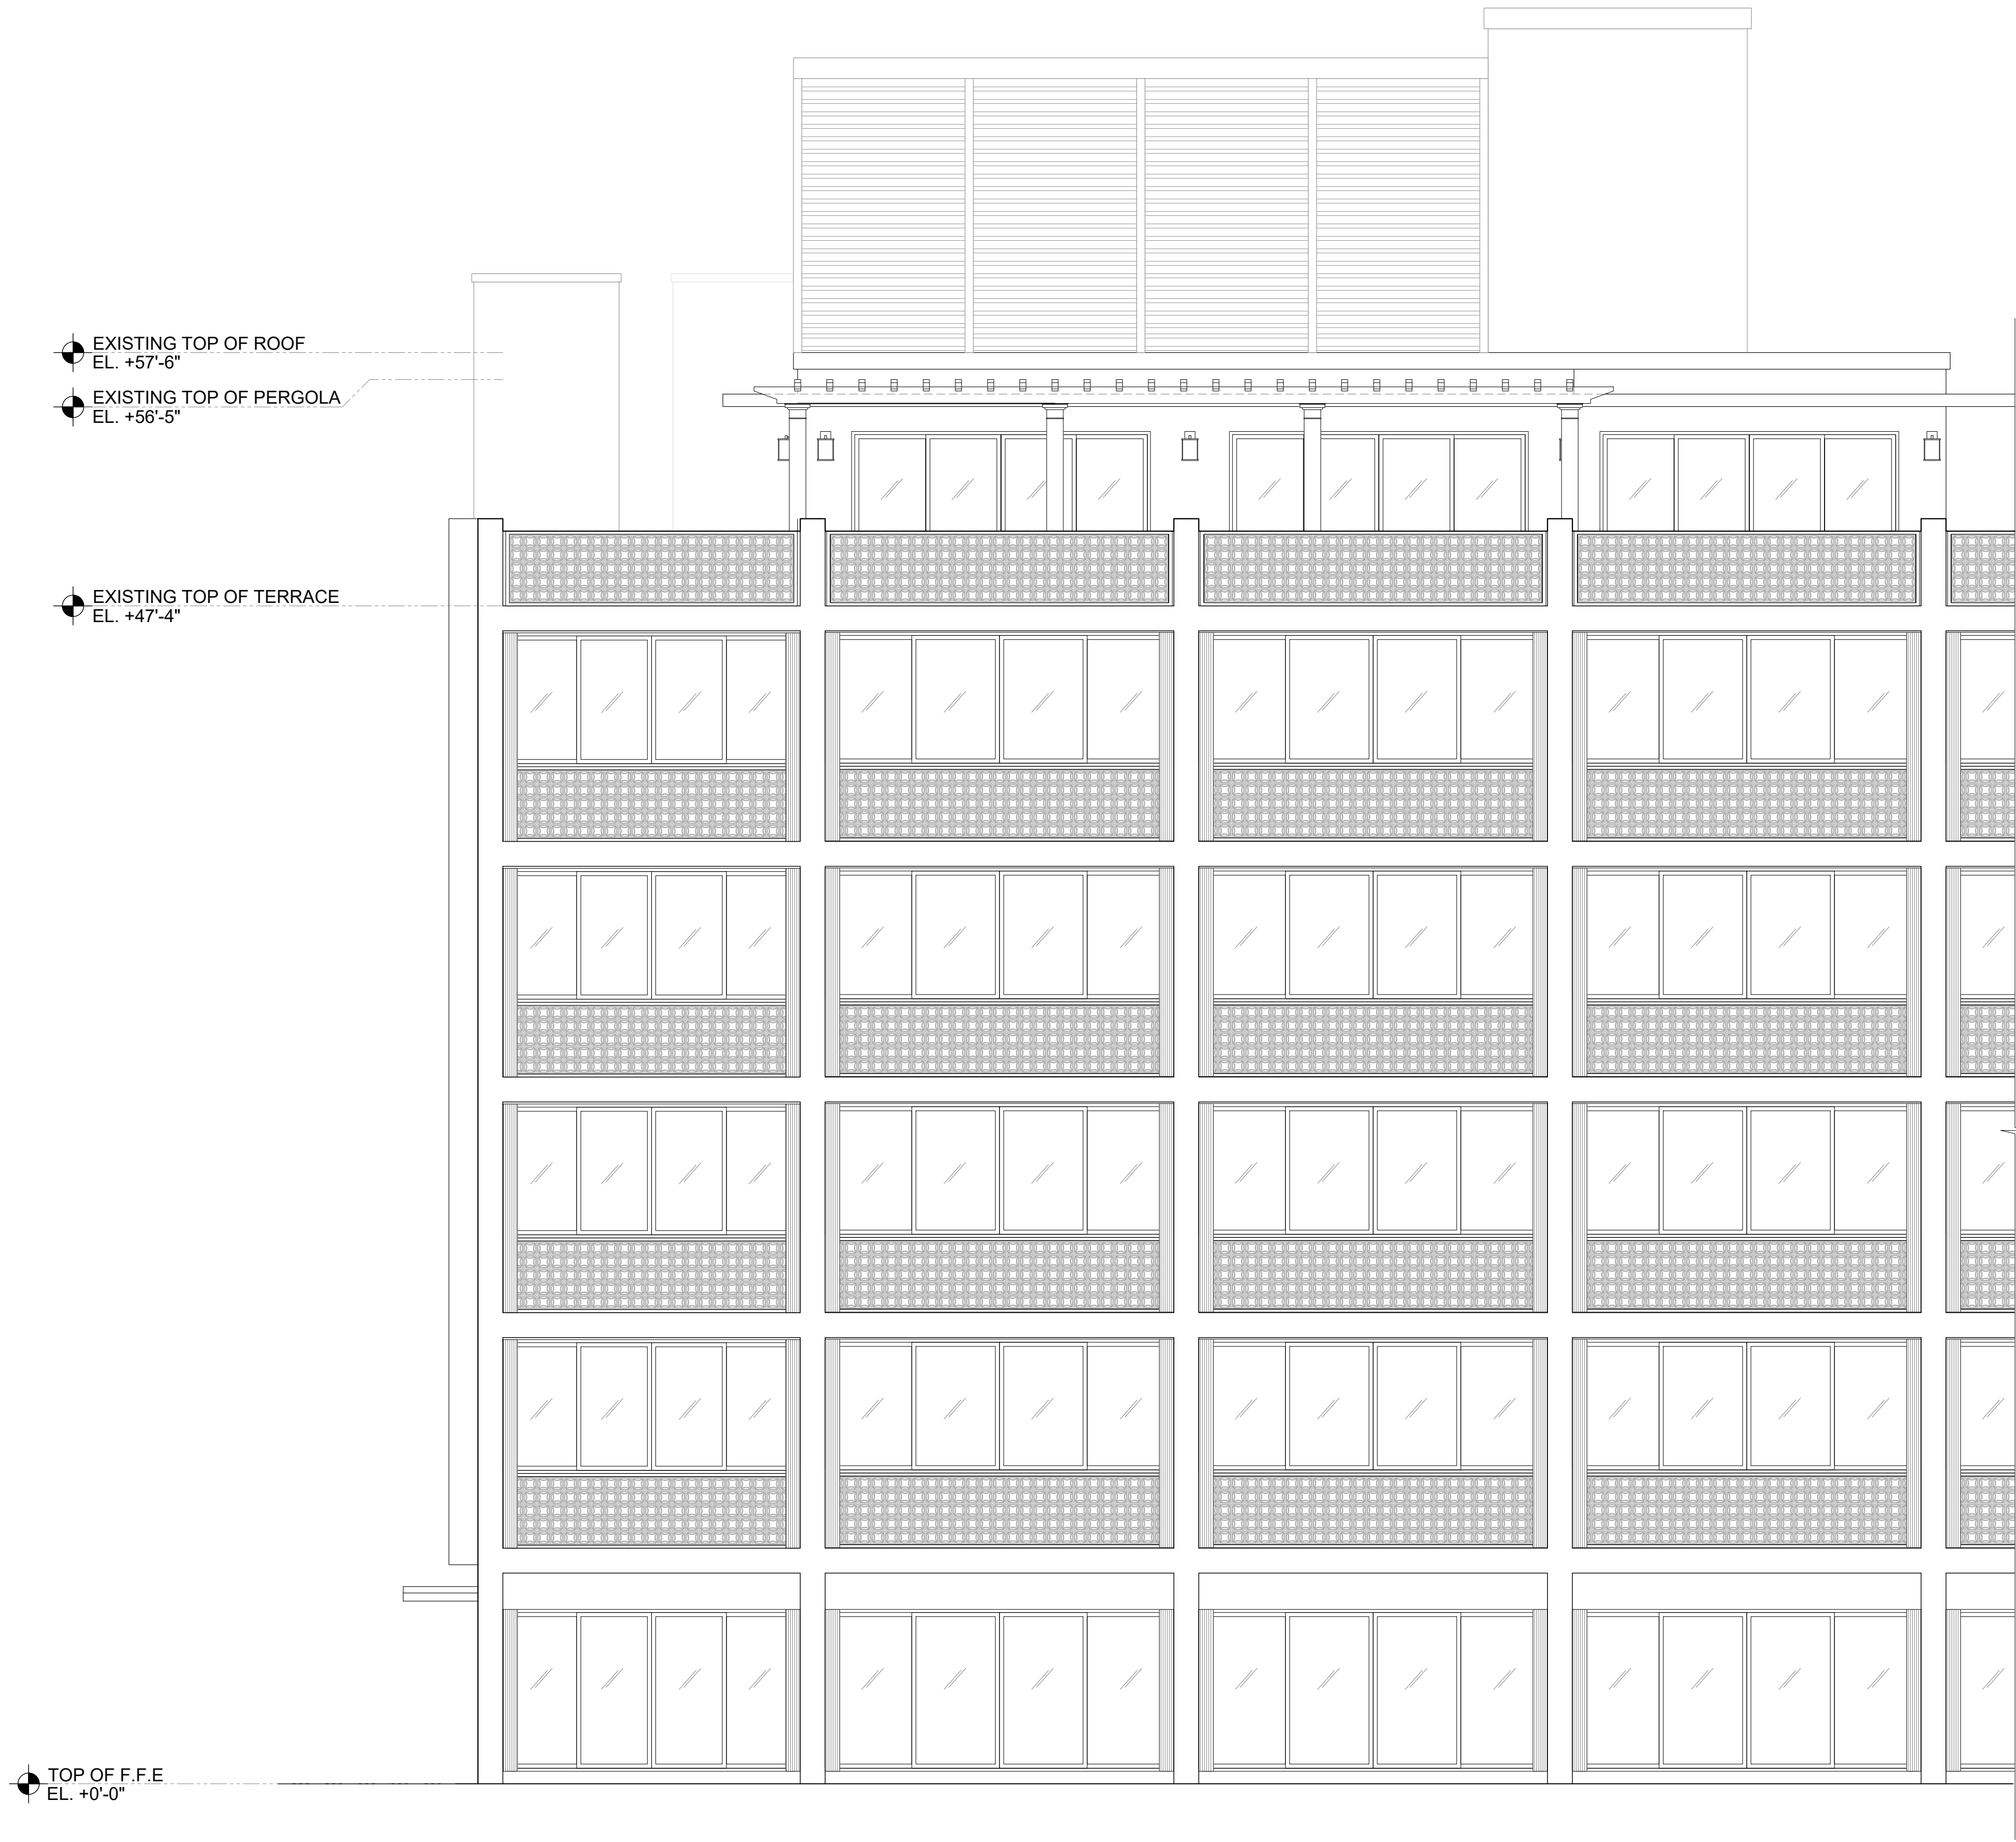 EXISTING TOP OF ROOF
EL. +57'-6"
EXISTING TOP OF PERGOLA
EL. +56'-5"
EXISTING TOP OF TERRACE
EL. +47'-4"
TOP OF F.F.E
EL. +0'-0"